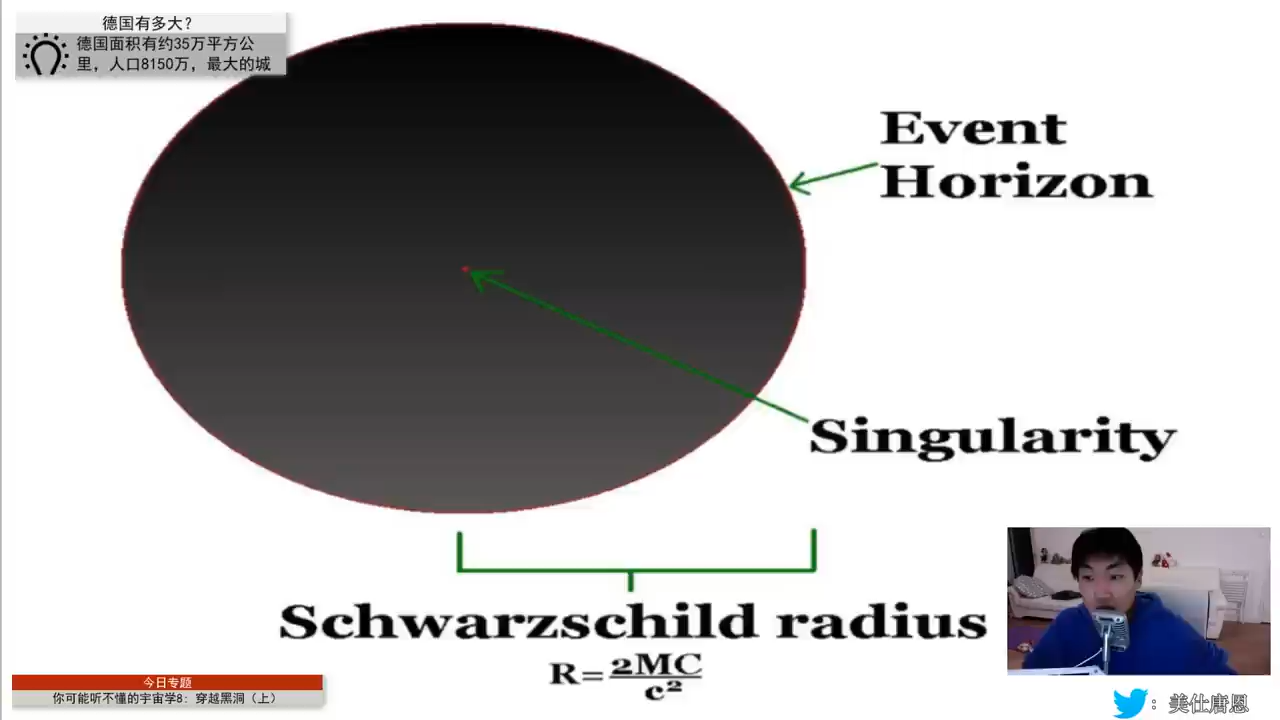 德国有多大？
德国面积有约35万平方公
里，人口8150万，最大的城
Event
Horizon
Singularity
Schwarzschild radius
R=2MC
c²
今日专题
你可能听不懂的宇宙学8：穿越黑洞（上）
：美仕唐恩